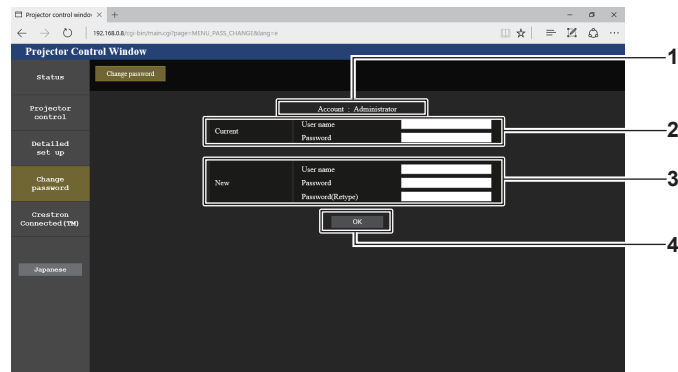 Projector control window
192.168.0.8/cgi-bin/main.cgi?page=MENU_PASS_CHANGE&lang=e
Projector Control Window
Status
Change password
Projector
control
Detailed
set up
Change
password
Crestron
Connected(TM)
Japanese
Account : Administrator
Current
User name
Password
New
User name
Password
Password(Retype)
OK
1
2
3
4